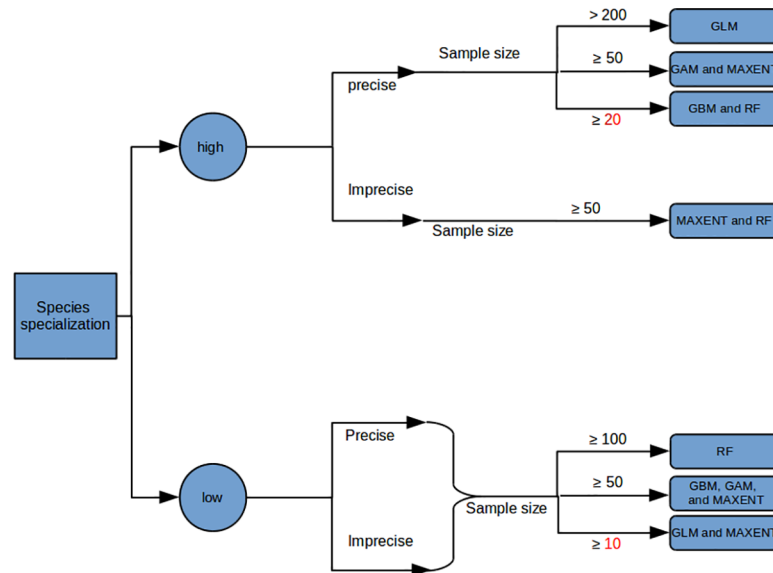 > 200
GLM
Sample size
≥ 50
GAM and MAXENT
precise
GBM and RF
≥ 20
high
Imprecise
≥ 50
MAXENT and RF
Sample size
Species
specialization
Precise
≥ 100
RF
≥ 50
GBM, GAM,
and MAXENT
low
Sample size
GLM and MAXENT
Imprecise
≥ 10